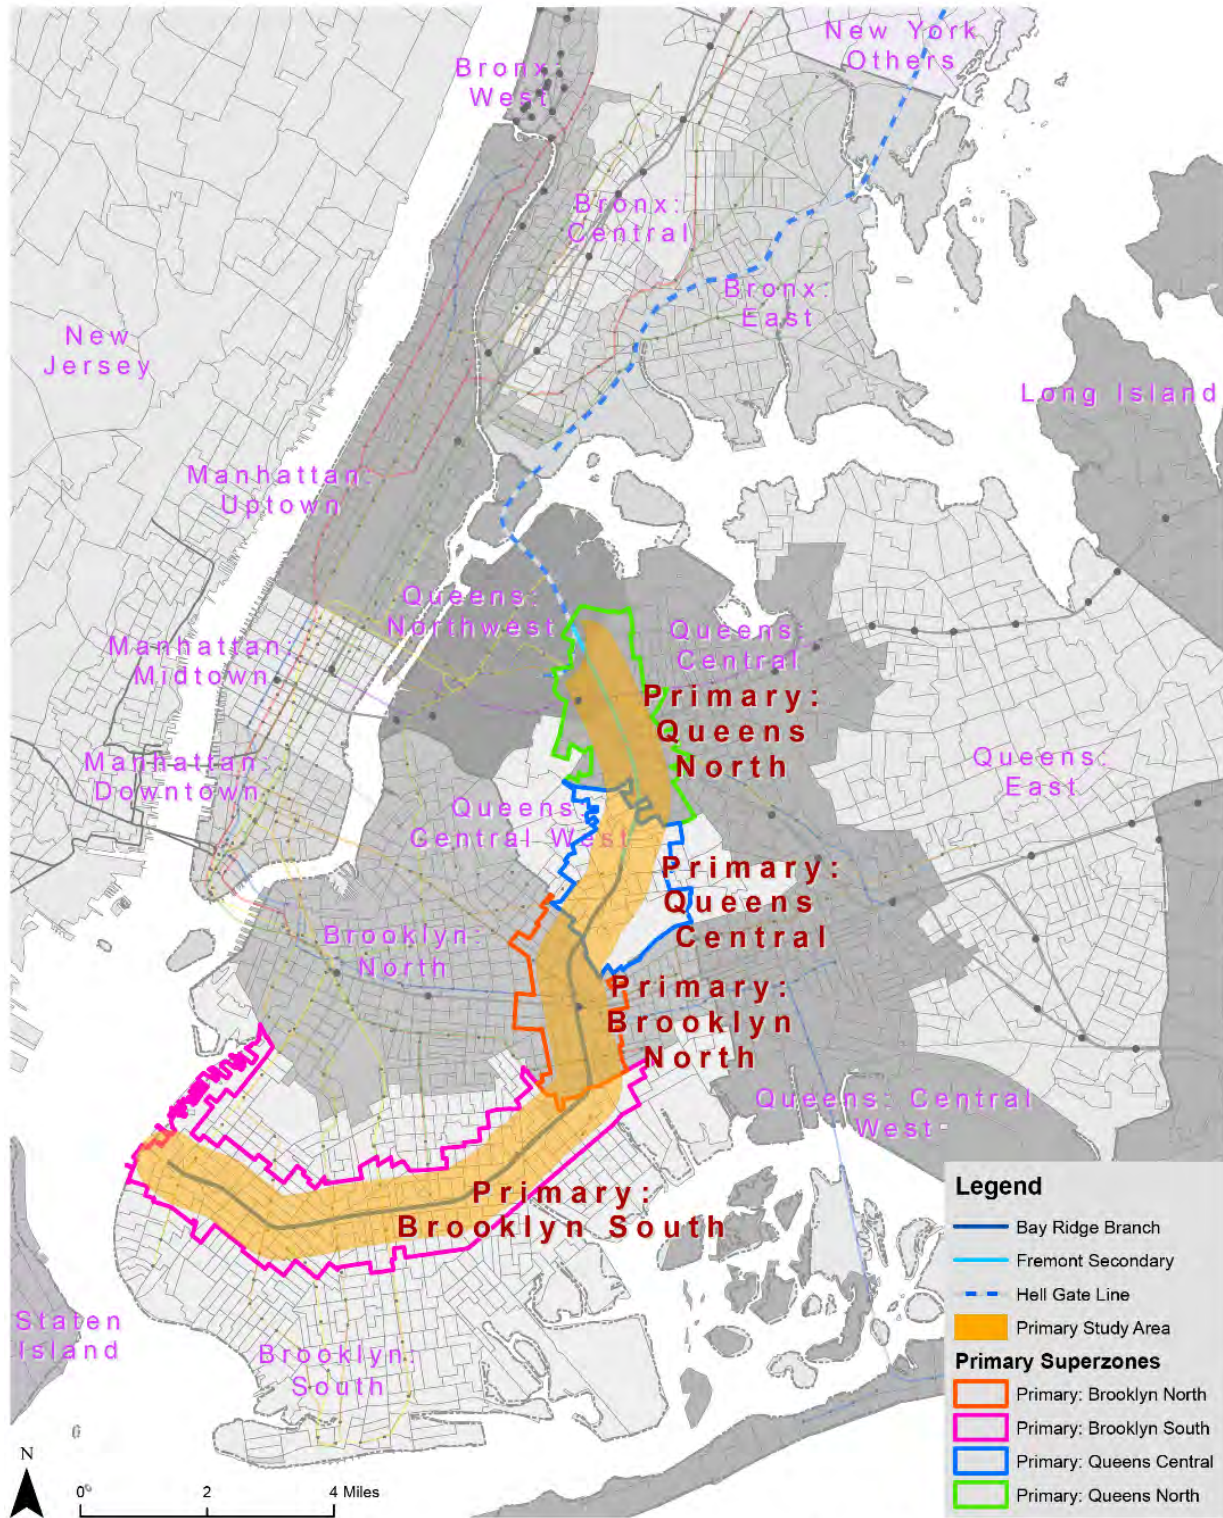 New York
Others
Bronx:
West
Bronx:
Central
Bronx:
East
New
Jersey
Long Island
Manhattan:
Uptown
Queens:
Northwest
Queens:
Central
Manhattan:
Midtown
Primary:
Queens
North
Manhattan:
Downtown
Queens:
East
Queens
Central West
Primary:
Queens
Central
Brooklyn:
North
Primary:
Brooklyn
North
Queens: Central
West
Primary:
Brooklyn South
Staten
Island
Brooklyn:
South
Legend
Bay Ridge Branch
Fremont Secondary
Hell Gate Line
Primary Study Area
Primary Superzones
Primary: Brooklyn North
Primary: Brooklyn South
Primary: Queens Central
Primary: Queens North
N
0 2 4 Miles